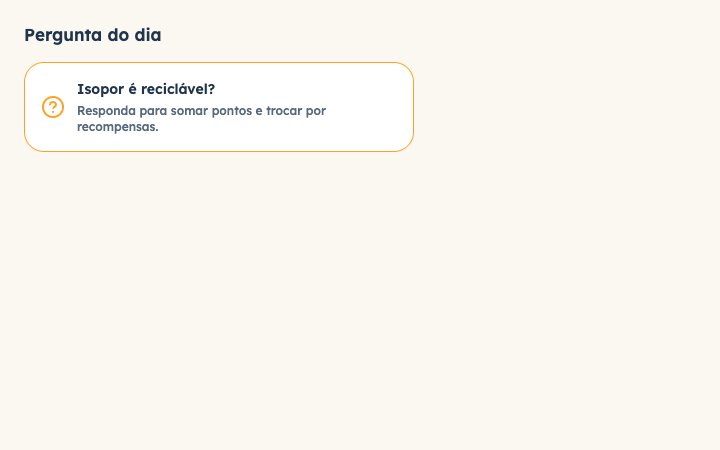 Pergunta do dia
Isopor é reciclável?
Responda para somar pontos e trocar por
recompensas.